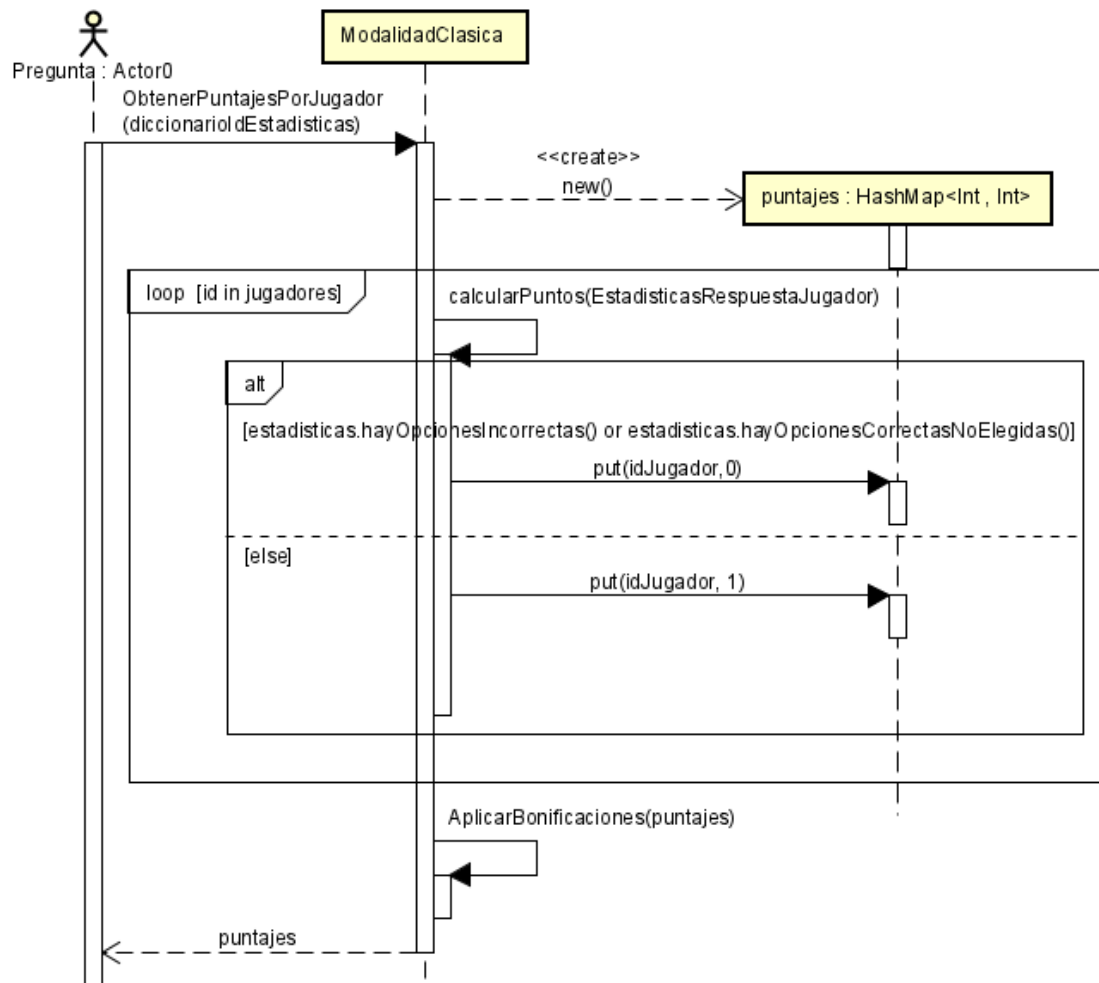 ModalidadClasica
Pregunta : Actor0
ObtenerPuntajesPorJugador
(diccionarioIdEstadisticas)
<<create>>
new()
puntajes : HashMap<Int , Int>
loop [id in jugadores]
calcularPuntos(EstadisticasRespuestaJugador)
alt
[estadisticas.hayOpcionesIncorrectas() or estadisticas.hayOpcionesCorrectasNoElegidas()]
put(idJugador,0)
[else]
put(idJugador, 1)
AplicarBonificaciones(puntajes)
puntajes